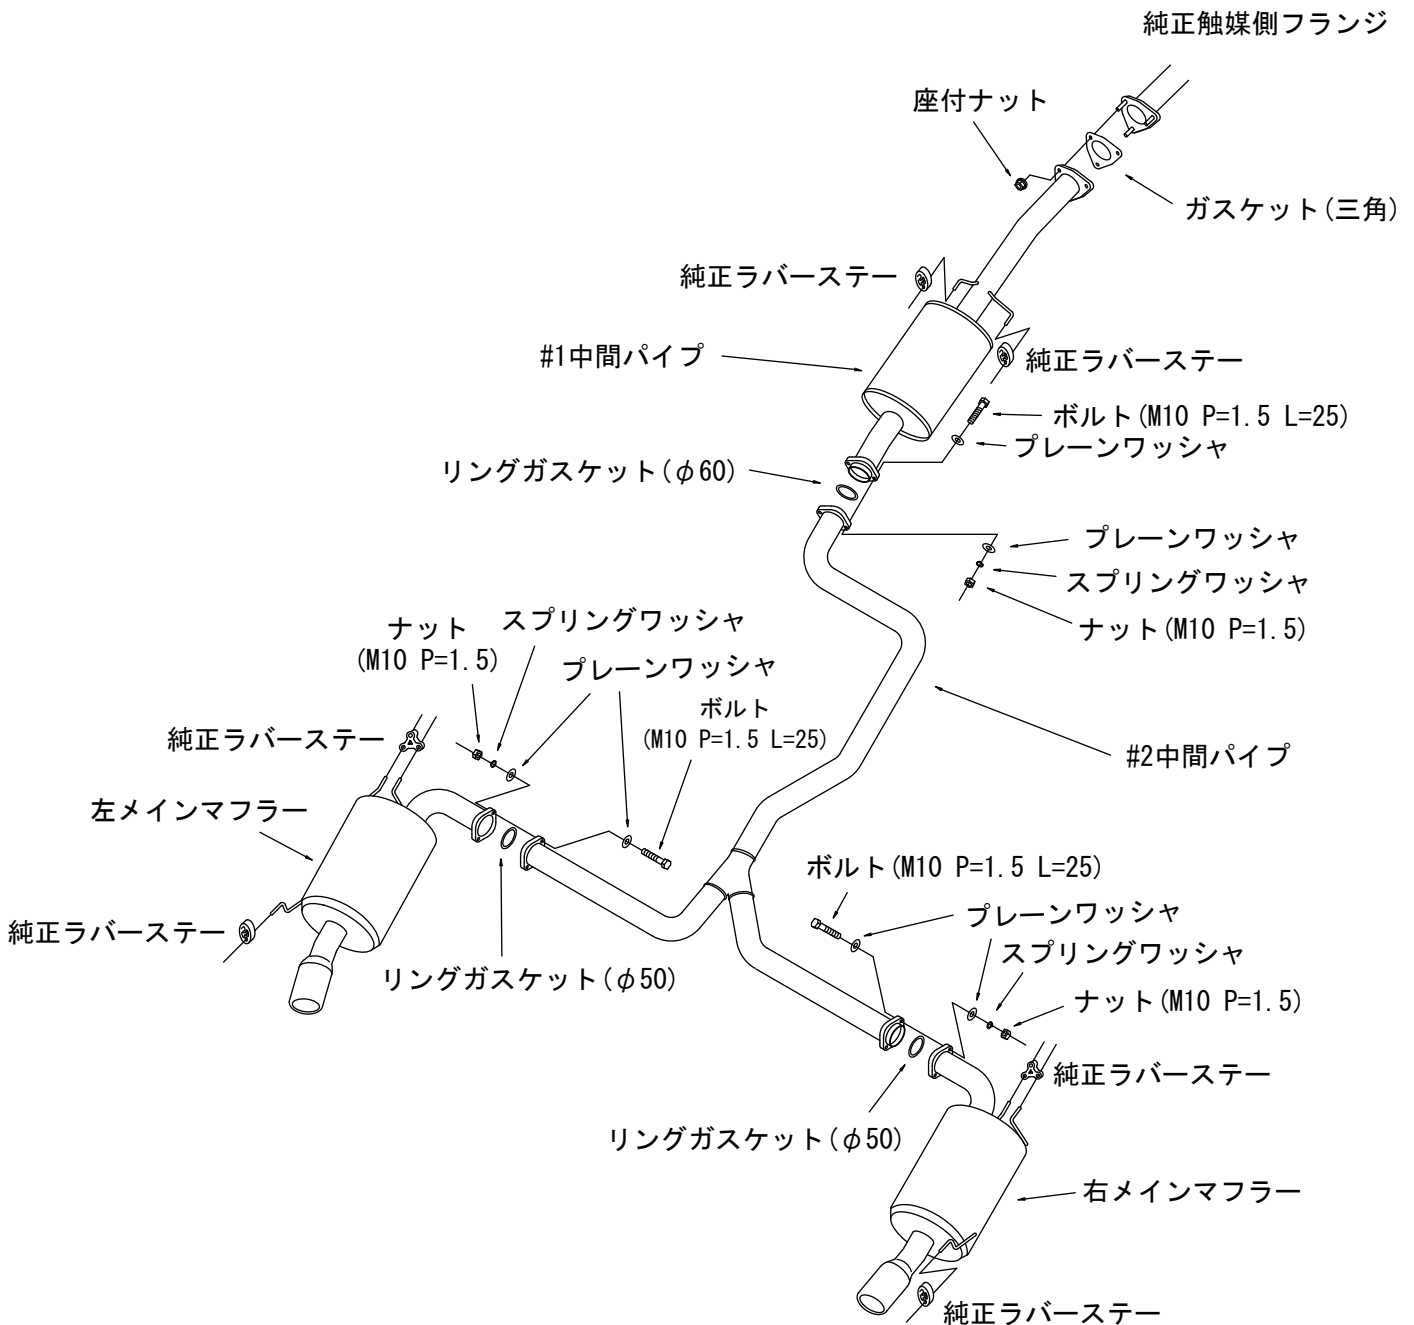 純正触媒側フランジ
座付ナット
ガスケット(三角)
純正ラバーステー
#1中間パイプ
純正ラバーステー
ボルト(M10 P=1.5 L=25)
プレーンワッシャ
リングガスケット(φ60)
プレーンワッシャ
スプリングワッシャ
ナット(M10 P=1.5)
ナット
(M10 P=1.5)
スプリングワッシャ
プレーンワッシャ
ボルト
(M10 P=1.5 L=25)
純正ラバーステー
#2中間パイプ
左メインマフラー
ボルト(M10 P=1.5 L=25)
プレーンワッシャ
純正ラバーステー
スプリングワッシャ
リングガスケット(φ50)
ナット(M10 P=1.5)
純正ラバーステー
リングガスケット(φ50)
右メインマフラー
純正ラバーステー